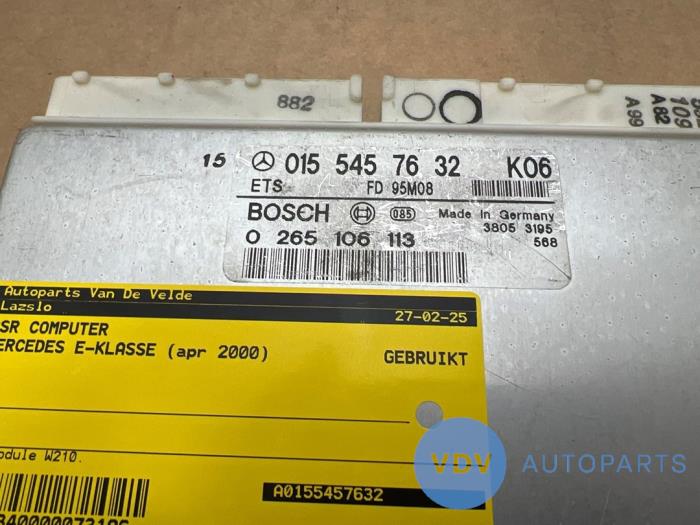 882
109
A 82
A 99
15 015 545 76 32 K06
ETS FD 95M08
BOSCH 085 Made in Germany
0 265 106 113 3805 3195
568
Autoparts Van De Velde
Lazslo 27-02-25
SR COMPUTER
ERCEDES E-KLASSE (apr 2000) GEBRUIKT
odule W210.
A0155457632
VDV AUTOPARTS